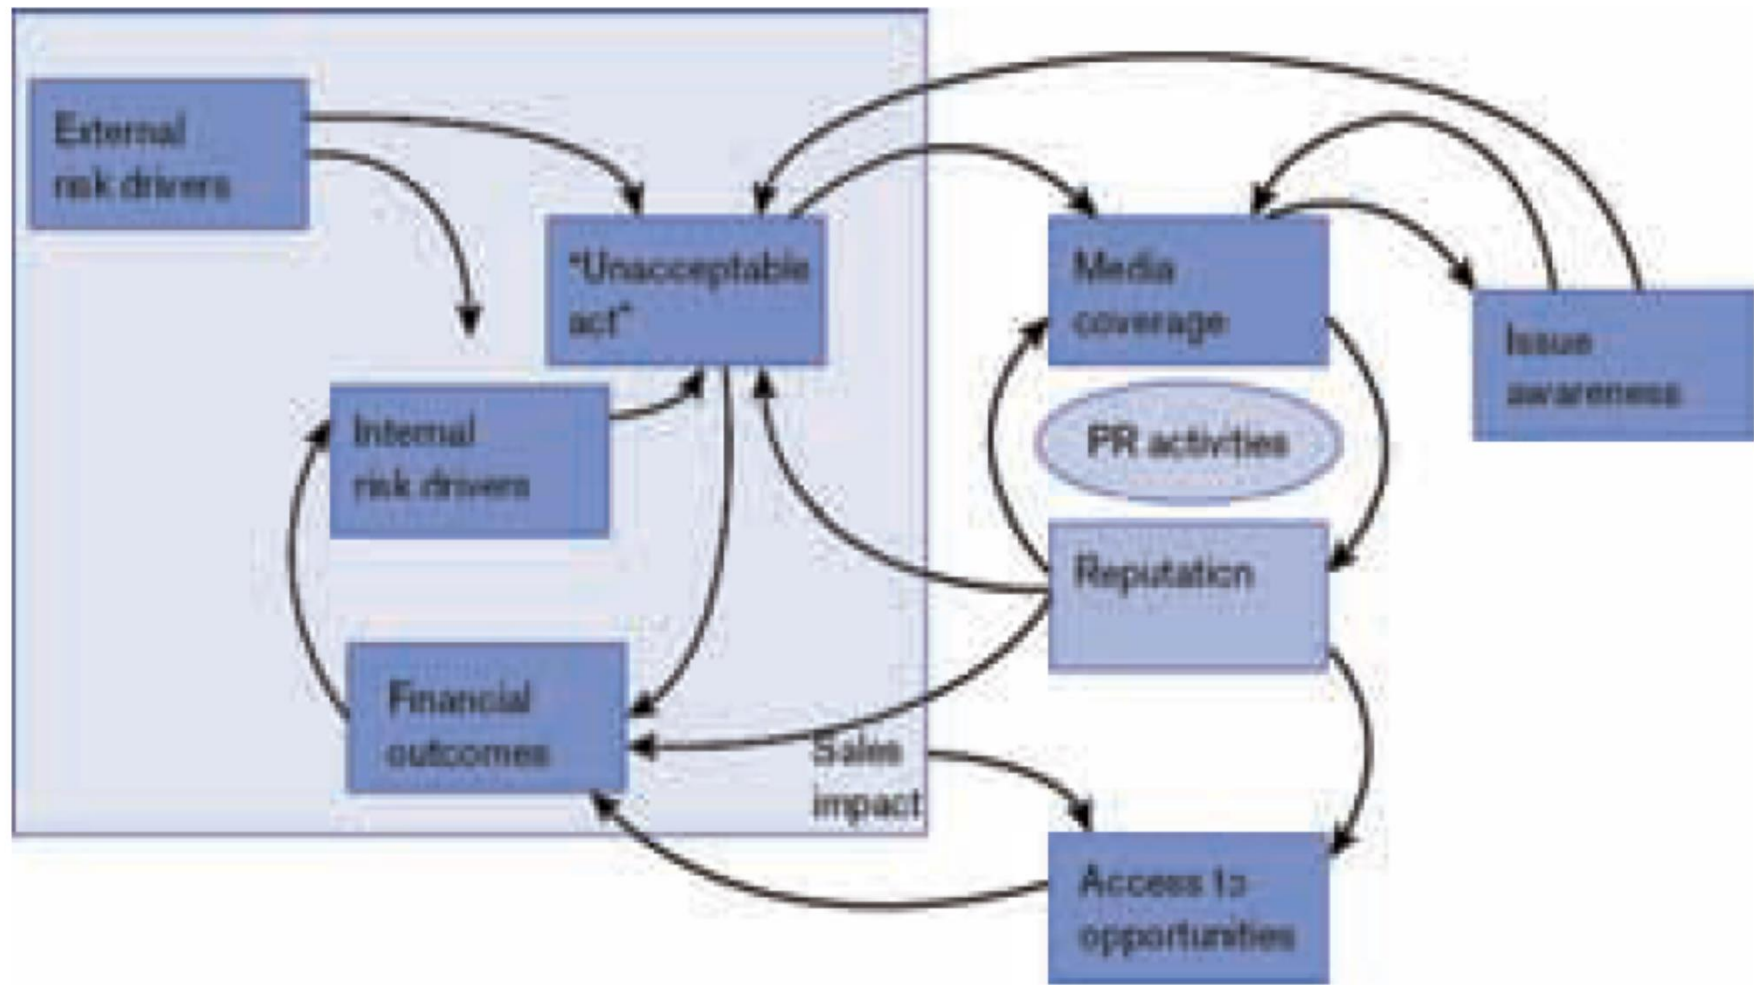 External
risk drivers
"Unacceptable
act"
Media
coverage
Issue
awareness
Internal
risk drivers
PR activities
Reputation
Financial
outcomes
Sales
impact
Access to
opportunities